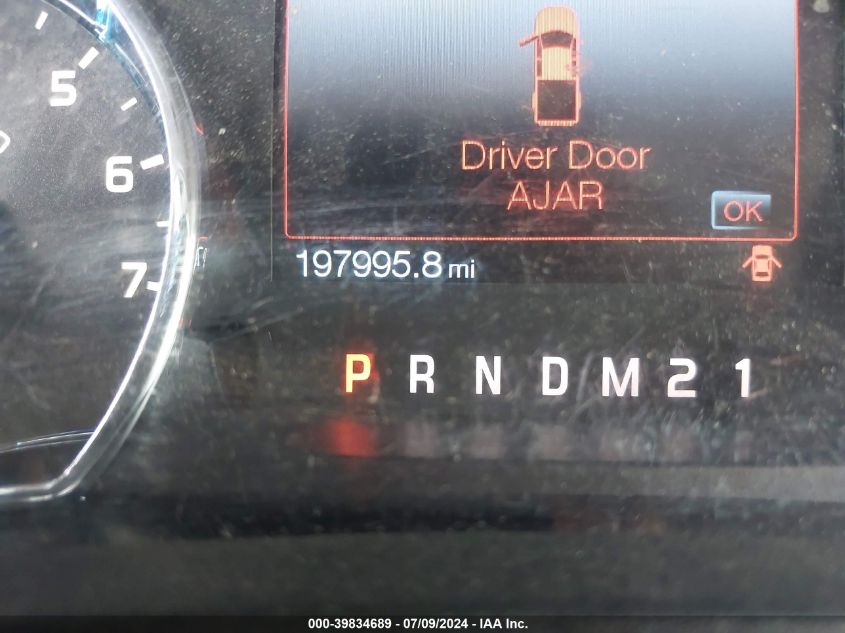 5
6
7
Driver Door
AJAR
OK
197995.8 mi
P R N D M 2 1
000-39834689 - 07/09/2024 - IAA Inc.